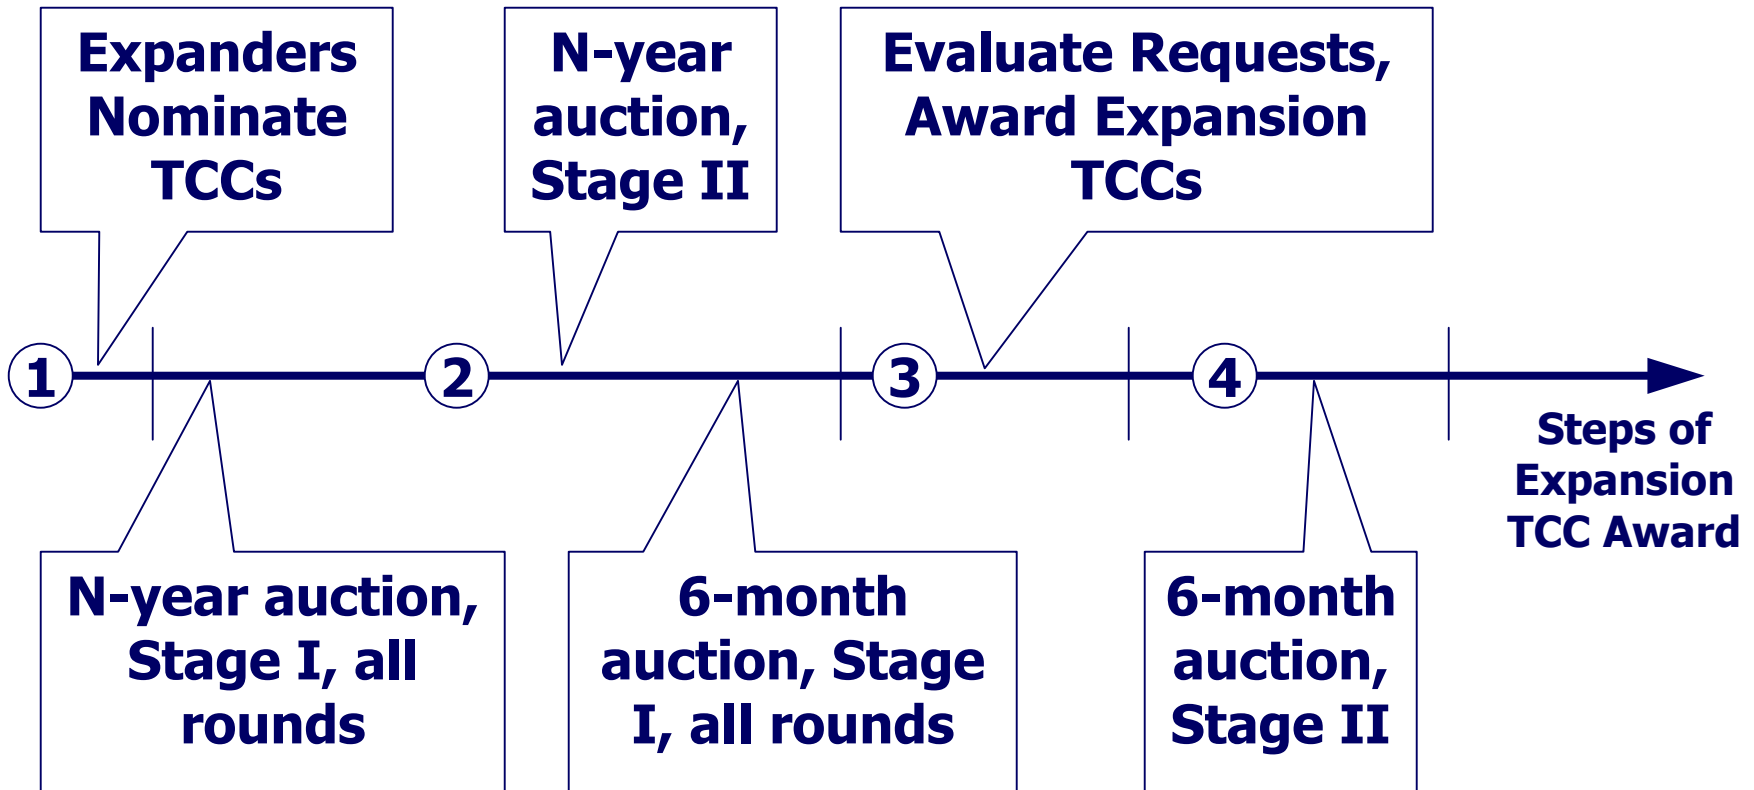 Expanders
Nominate
TCCs
N-year
auction,
Stage II
Evaluate Requests,
Award Expansion
TCCs
1
2
3
4
Steps of
Expansion
TCC Award
N-year auction,
Stage I, all
rounds
6-month
auction, Stage
I, all rounds
6-month
auction,
Stage II